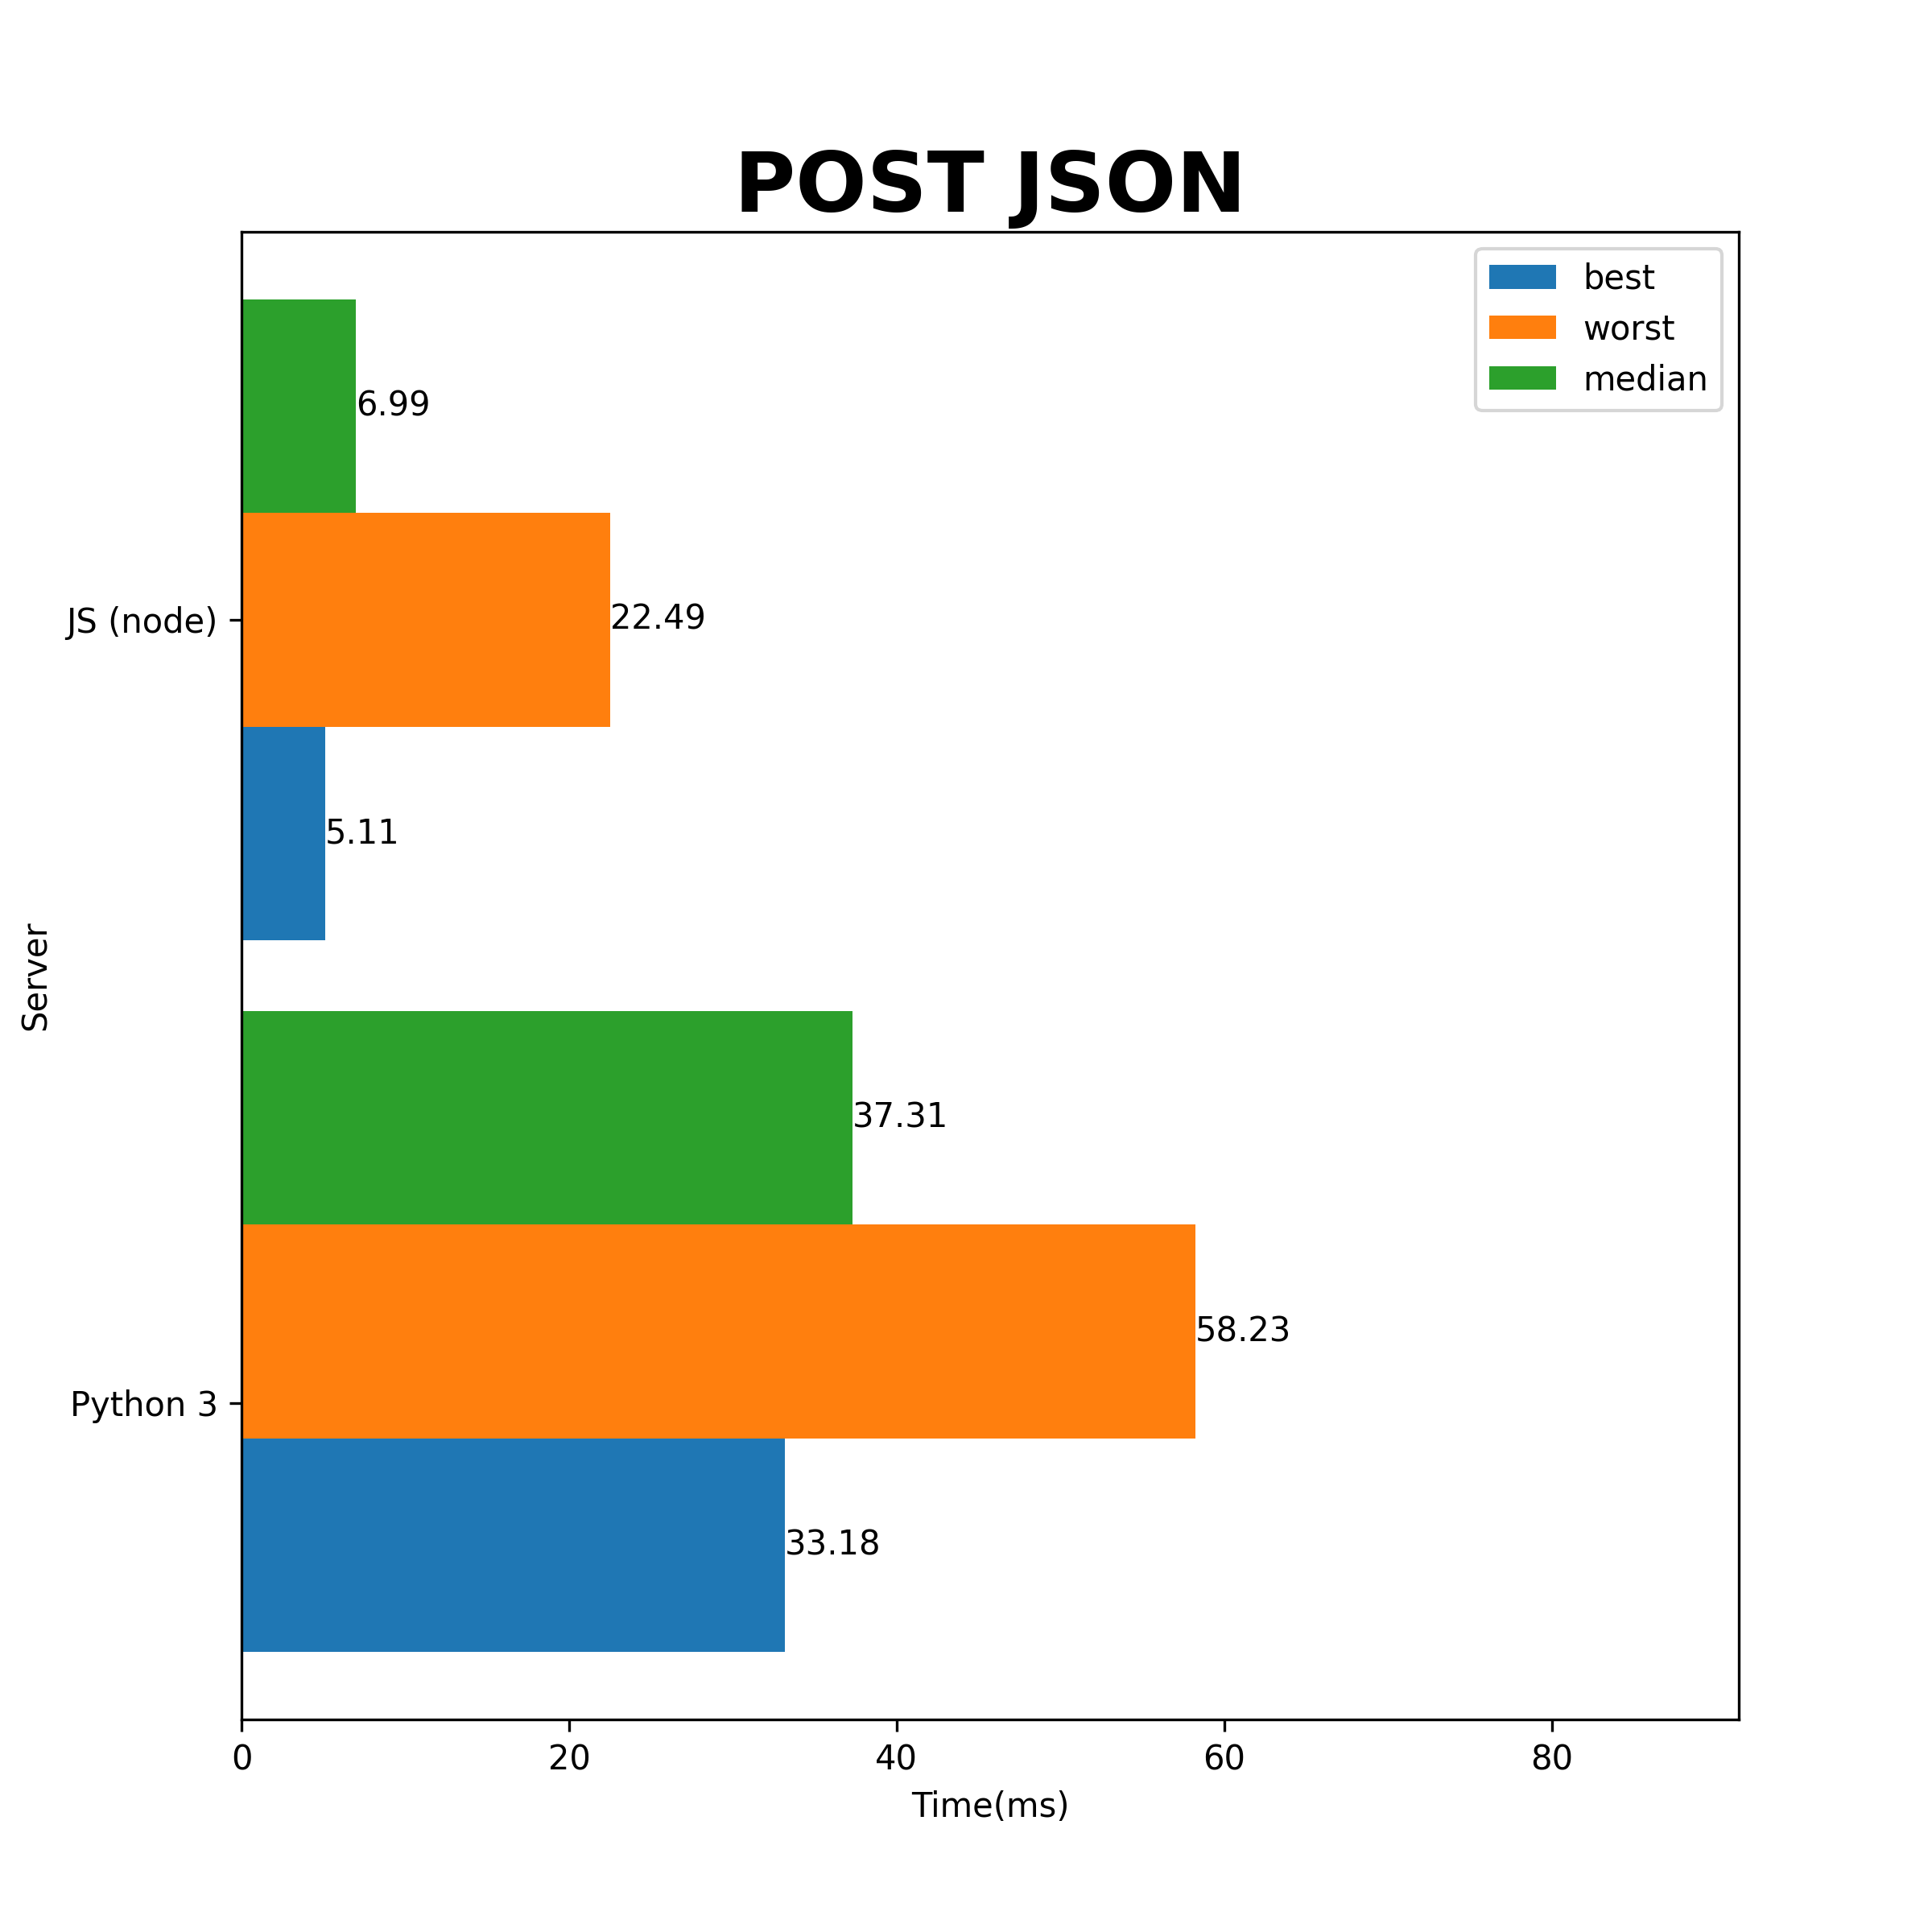 POST JSON
best
worst
median
6.99
JS (node)
22.49
5.11
Server
37.31
58.23
Python 3
33.18
0 20 40 60 80
Time(ms)